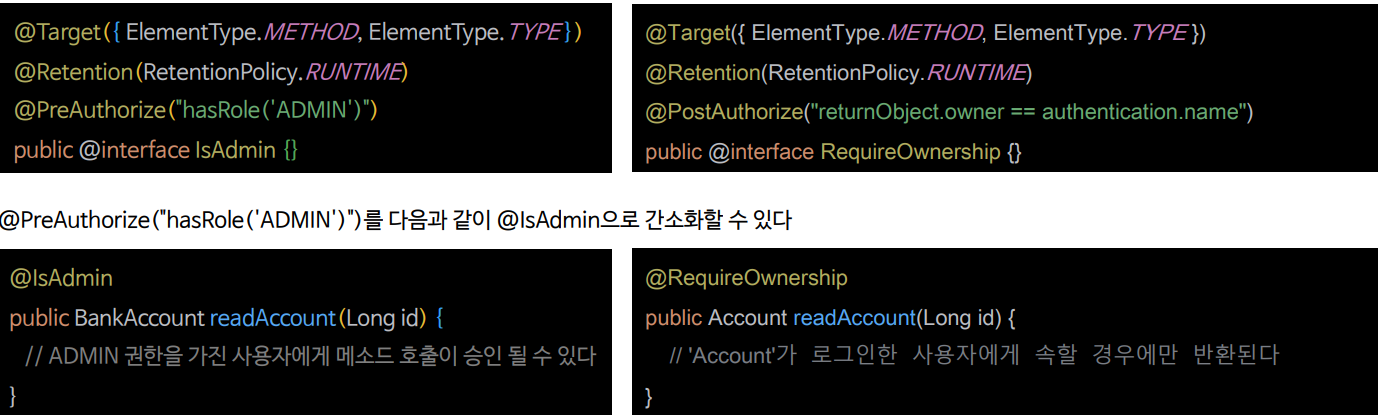 @Target({ ElementType.METHOD, ElementType.TYPE })
@Retention(RetentionPolicy.RUNTIME)
@PreAuthorize("hasRole('ADMIN')")
public @interface IsAdmin {}
@Target({ ElementType.METHOD, ElementType.TYPE })
@Retention(RetentionPolicy.RUNTIME)
@PostAuthorize("returnObject.owner == authentication.name")
public @interface RequireOwnership {}
@PreAuthorize("hasRole('ADMIN')")를 다음과 같이 @IsAdmin으로 간소화할 수 있다
@IsAdmin
public BankAccount readAccount(Long id) {
// ADMIN 권한을 가진 사용자에게 메소드 호출이 승인 될 수 있다
}
@RequireOwnership
public Account readAccount(Long id) {
// 'Account'가 로그인한 사용자에게 속할 경우에만 반환된다
}